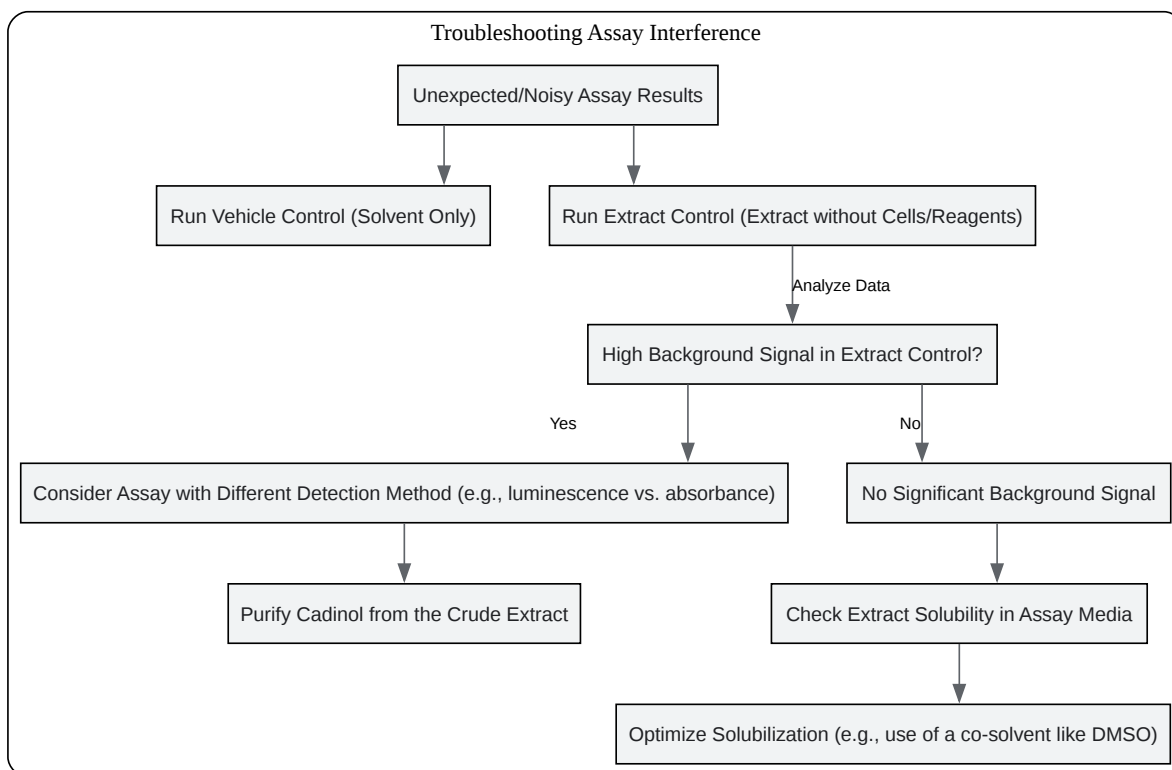 Troubleshooting Assay Interference
Unexpected/Noisy Assay Results
Run Vehicle Control (Solvent Only)
Run Extract Control (Extract without Cells/Reagents)
Analyze Data
High Background Signal in Extract Control?
Yes
No
Consider Assay with Different Detection Method (e.g., luminescence vs. absorbance)
No Significant Background Signal
Purify Cadinol from the Crude Extract
Check Extract Solubility in Assay Media
Optimize Solubilization (e.g., use of a co-solvent like DMSO)